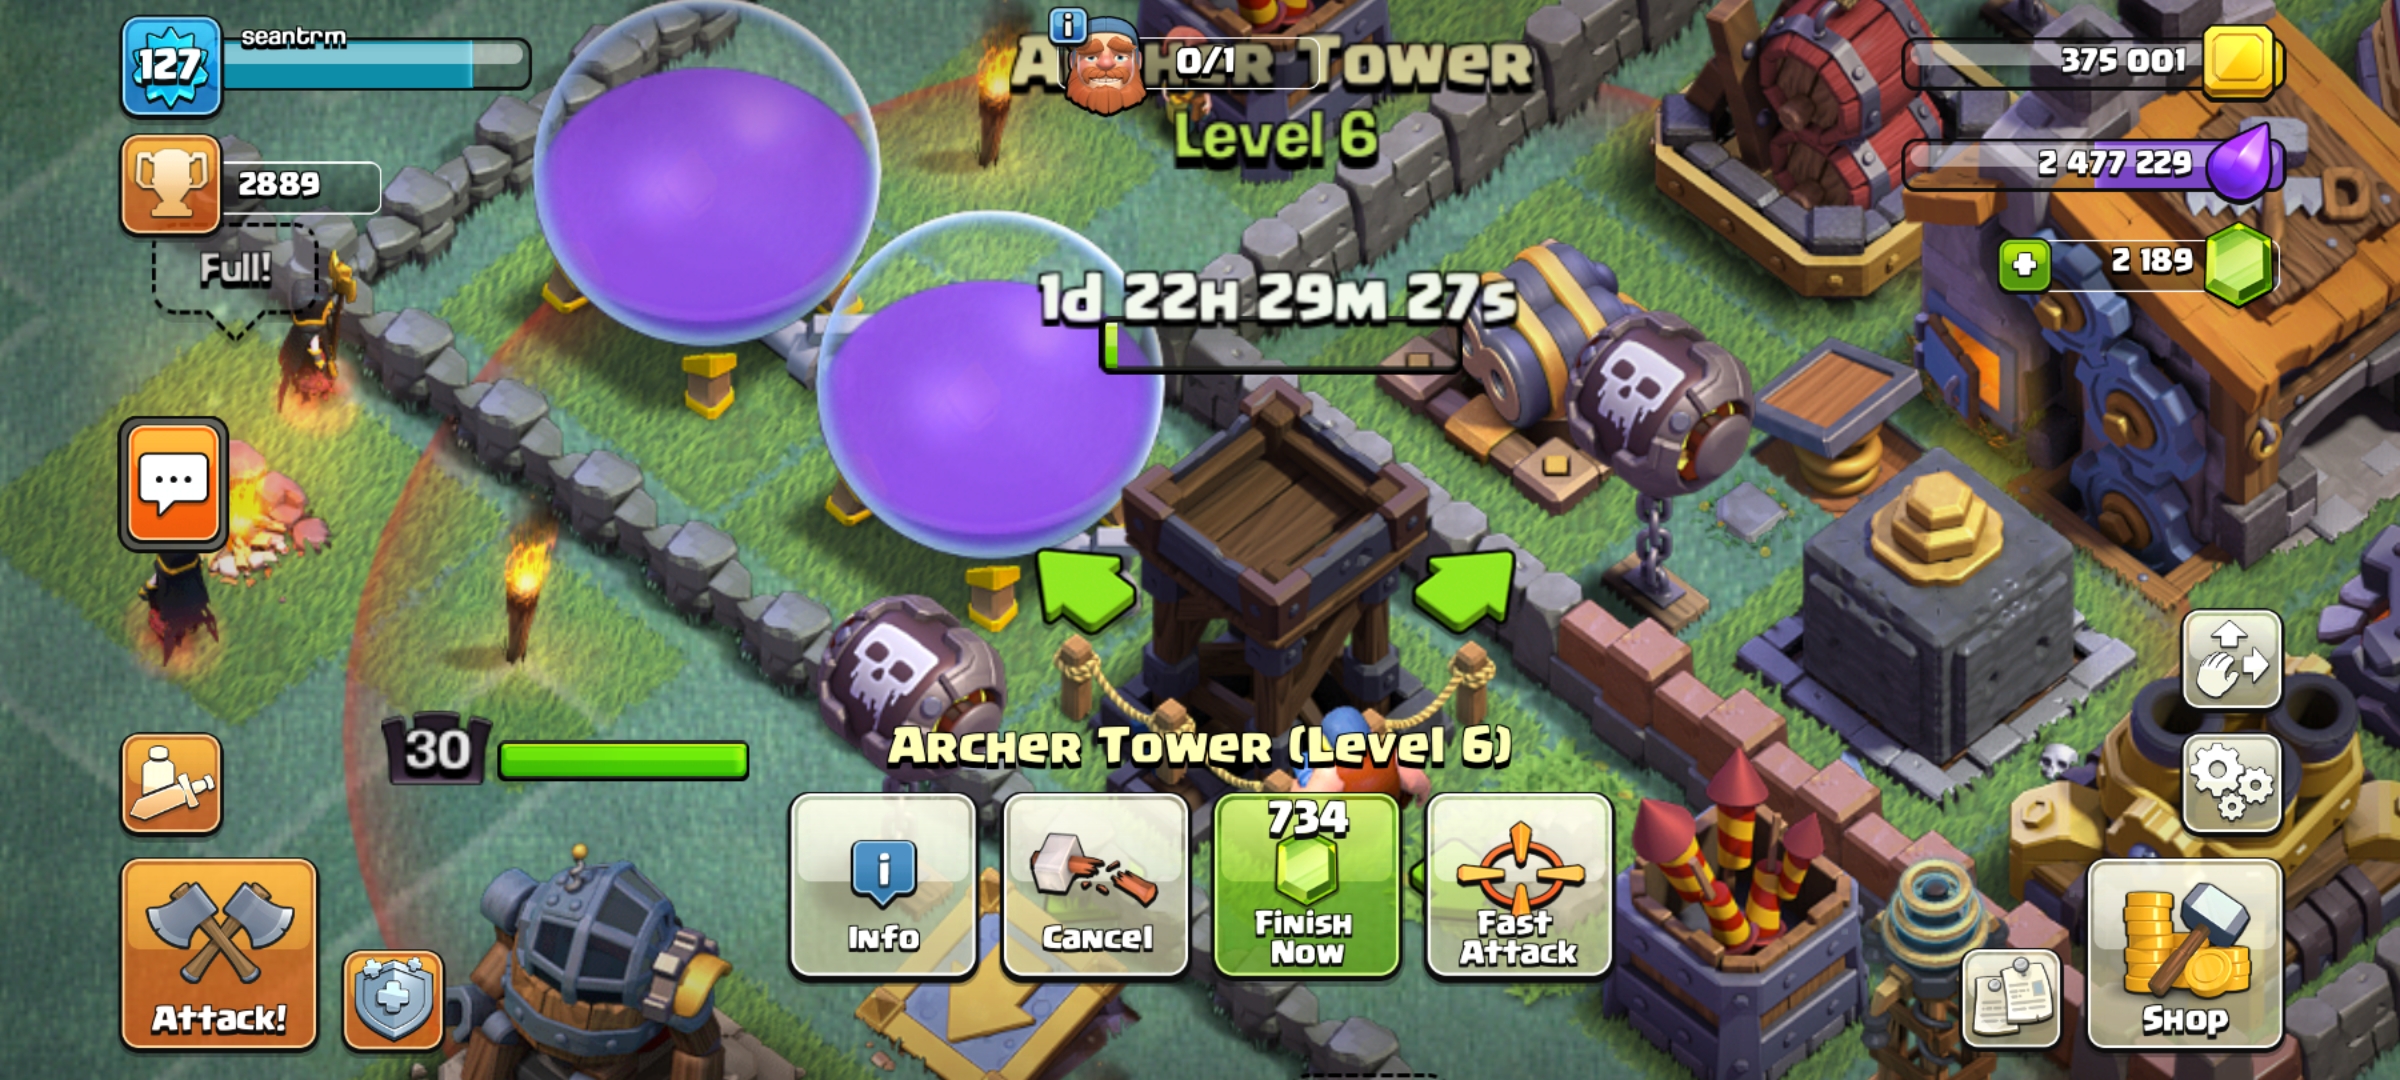 127
seantrm
Archer Tower
0/1
Level 6
375 001
2889
2 477 229
Full!
2 189
1d 22H 29M 27s
30
Archer Tower (Level 6)
734
Info
Cancel
Finish
Now
Fast
Attack
Attack!
Shop